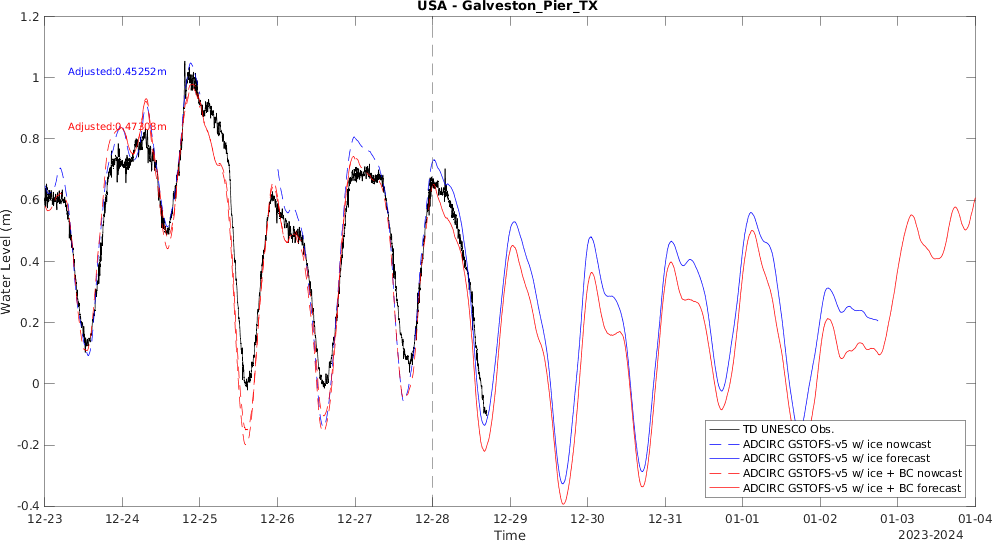 USA - Galveston_Pier_TX
1.2
1
0.8
0.6
0.4
0.2
0
-0.2
-0.4
Water Level (m)
Adjusted:0.45252m
Adjusted:0.47308m
TD UNESCO Obs.
ADCIRC GSTOFS-v5 w/ ice nowcast
ADCIRC GSTOFS-v5 w/ ice forecast
ADCIRC GSTOFS-v5 w/ ice + BC nowcast
ADCIRC GSTOFS-v5 w/ ice + BC forecast
12-23 12-24 12-25 12-26 12-27 12-28 12-29 12-30 12-31 01-01 01-02 01-03 01-04
Time
2023-2024